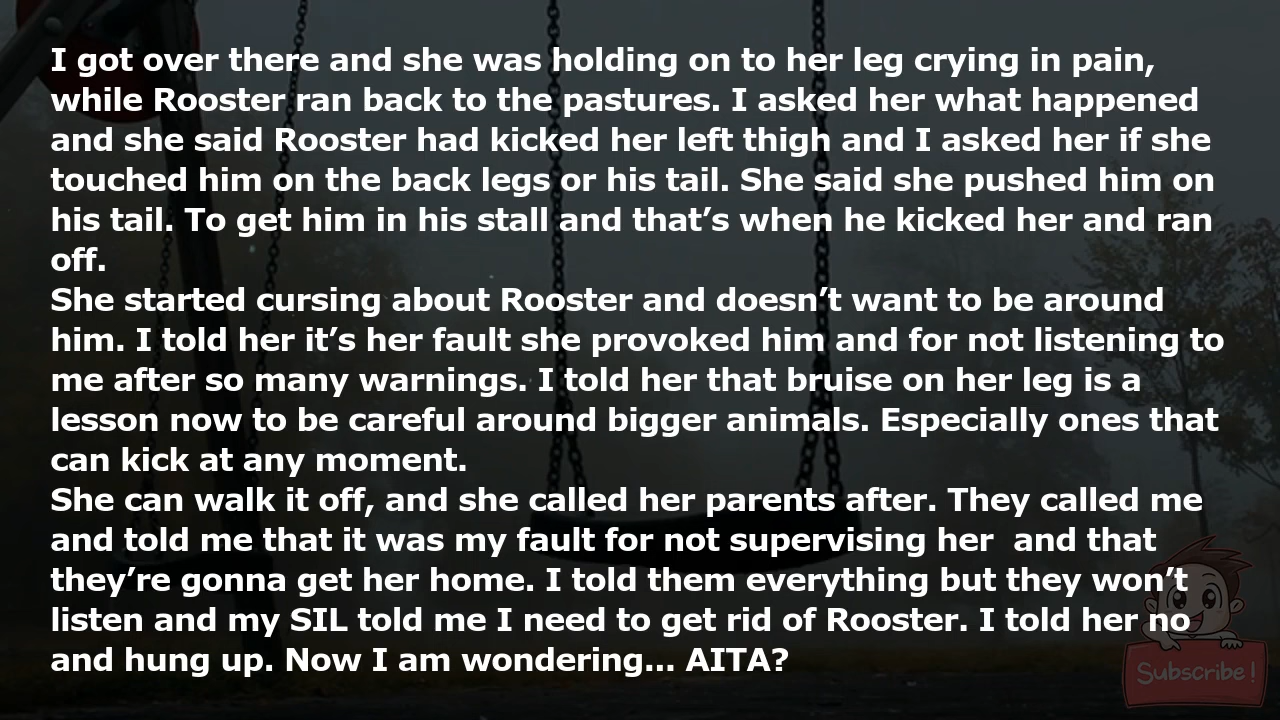 I got over there and she was holding on to her leg crying in pain,
while Rooster ran back to the pastures. I asked her what happened
and she said Rooster had kicked her left thigh and I asked her if she
touched him on the back legs or his tail. She said she pushed him on
his tail. To get him in his stall and that’s when he kicked her and ran
off.
She started cursing about Rooster and doesn’t want to be around
him. I told her it’s her fault she provoked him and for not listening to
me after so many warnings. I told her that bruise on her leg is a
lesson now to be careful around bigger animals. Especially ones that
can kick at any moment.
She can walk it off, and she called her parents after. They called me
and told me that it was my fault for not supervising her  and that
they’re gonna get her home. I told them everything but they won’t
listen and my SIL told me I need to get rid of Rooster. I told her no
and hung up. Now I am wondering... AITA?
Subscribe!